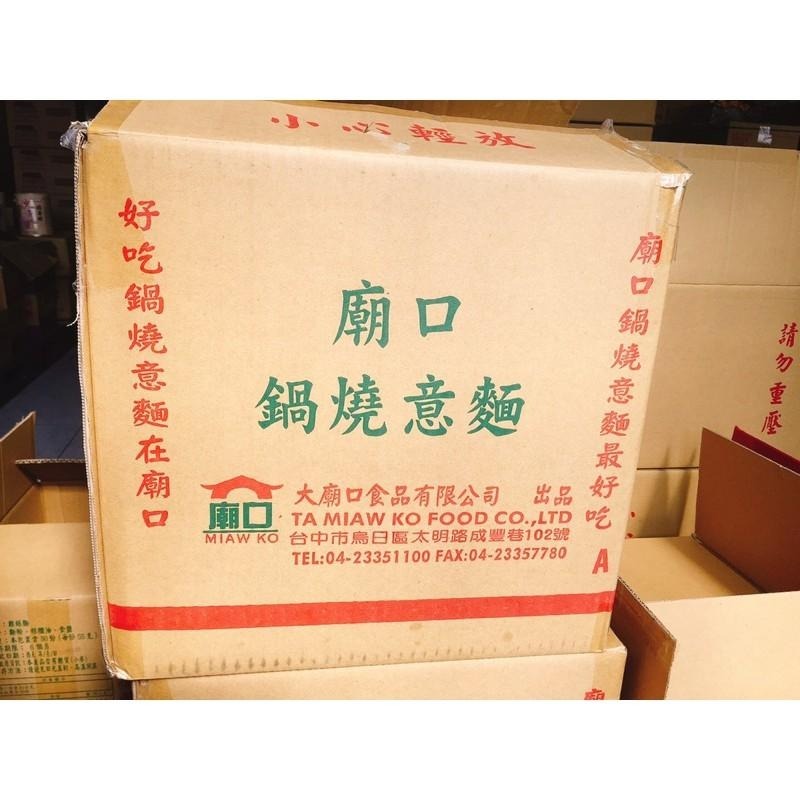 小心輕放
好吃鍋燒意麵在廟口
廟口
鍋燒意麵
廟口鍋燒意麵最好吃
A
廟口
MIAW KO
大廟口食品有限公司 出品
TA MIAW KO FOOD CO.,LTD
台中市烏日區太明路成豐巷102號
TEL:04-23351100 FAX:04-23357780
請勿重壓
廟